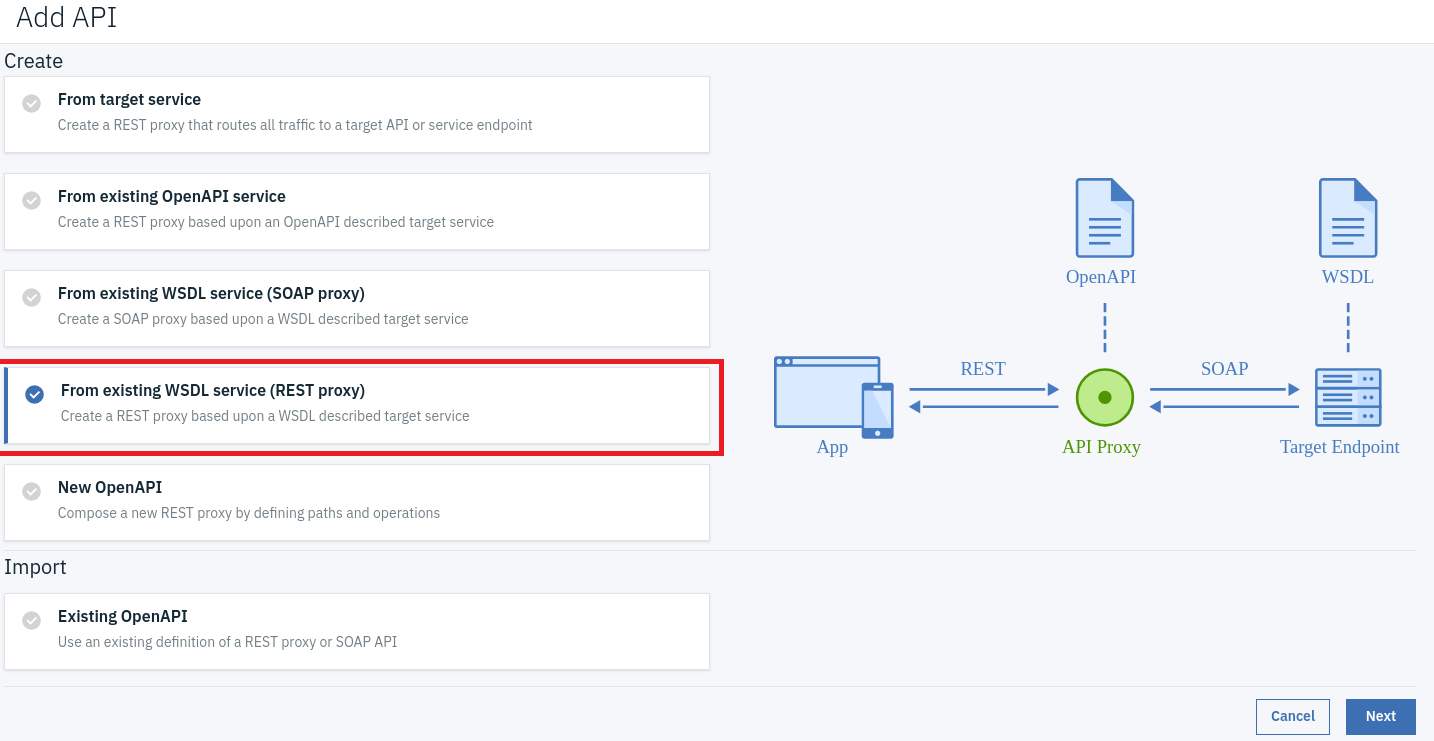 Add API
Create
From target service
Create a REST proxy that routes all traffic to a target API or service endpoint
From existing OpenAPI service
Create a REST proxy based upon an OpenAPI described target service
From existing WSDL service (SOAP proxy)
Create a SOAP proxy based upon a WSDL described target service
From existing WSDL service (REST proxy)
Create a REST proxy based upon a WSDL described target service
New OpenAPI
Compose a new REST proxy by defining paths and operations
Import
Existing OpenAPI
Use an existing definition of a REST proxy or SOAP API
OpenAPI
WSDL
REST
SOAP
App
API Proxy
Target Endpoint
Cancel
Next